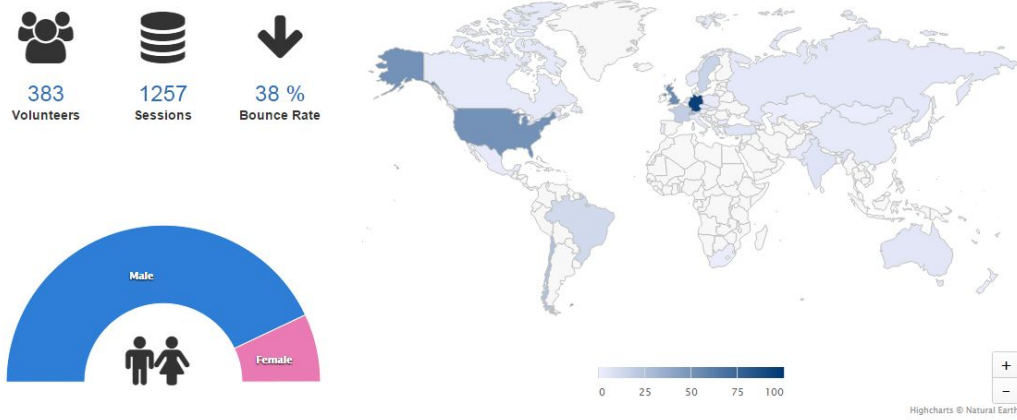 383
Volunteers
1257
Sessions
38 %
Bounce Rate
Male
Female
0 25 50 75 100
+
−
Highcharts © Natural Earth